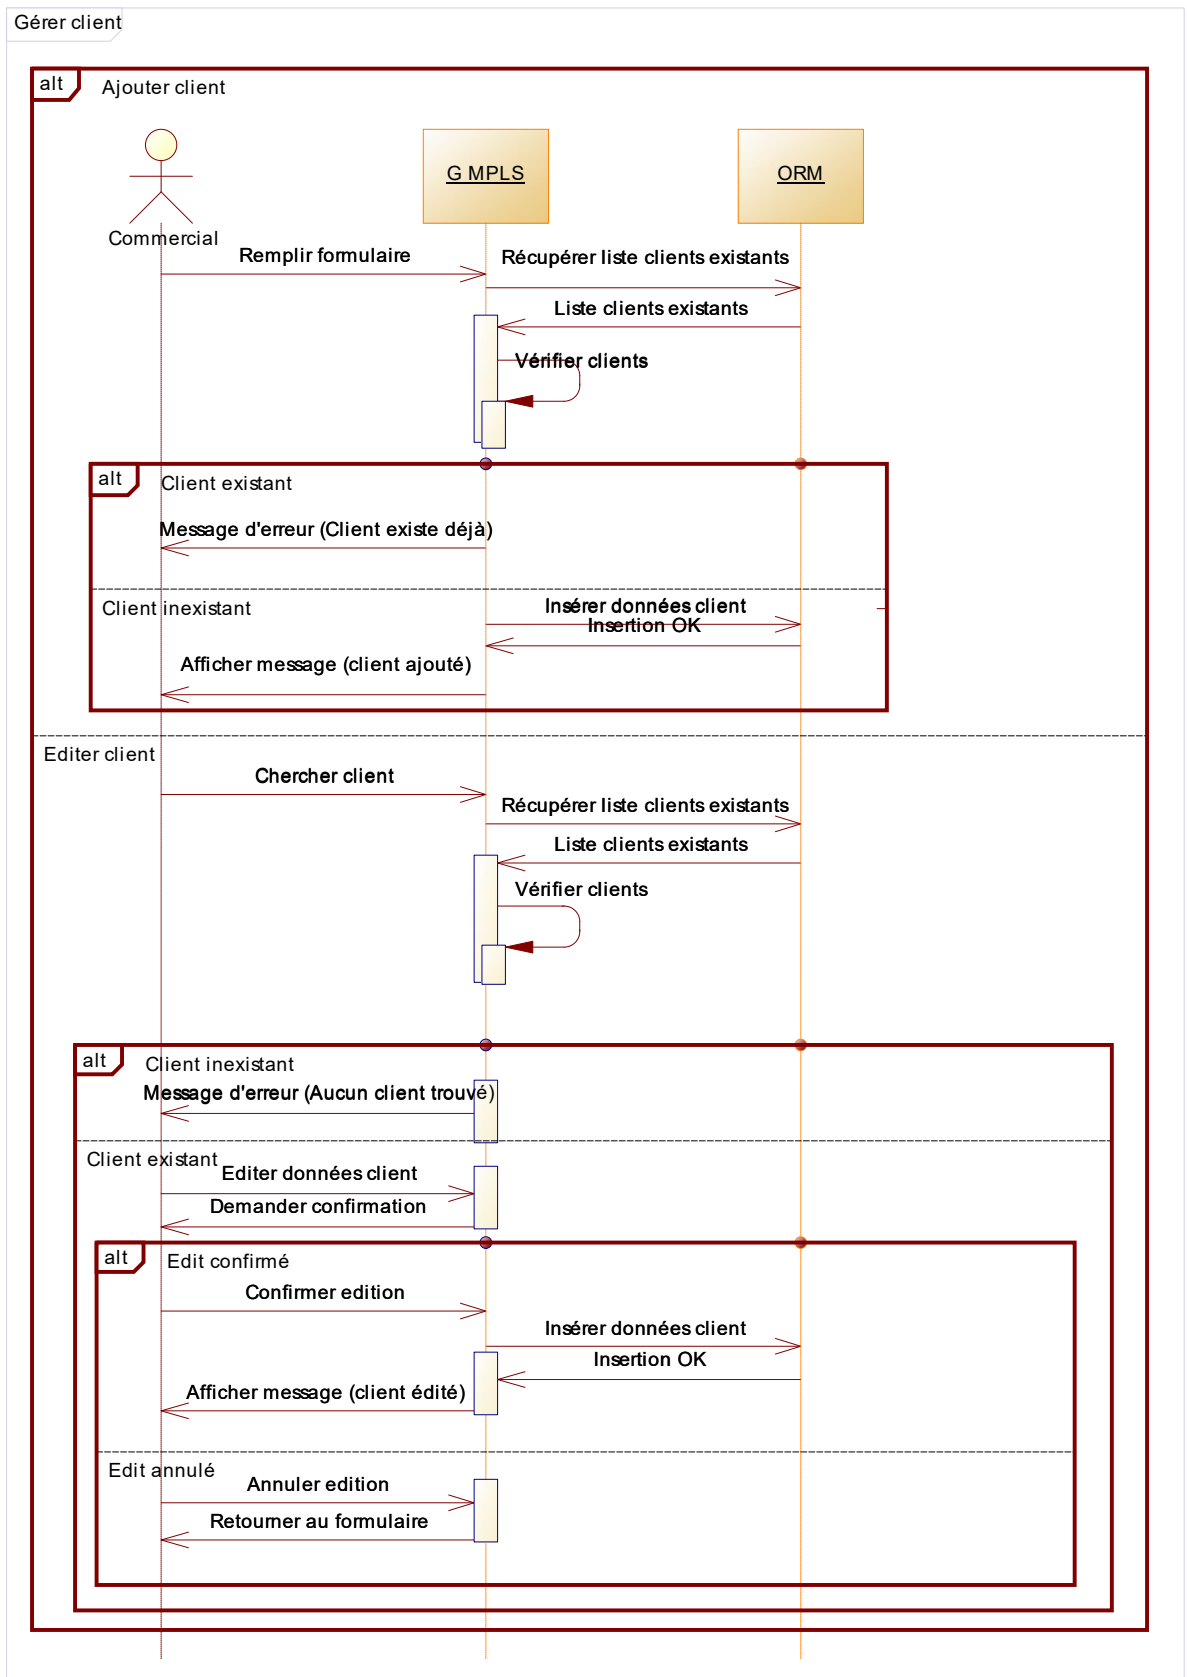 Gérer client
alt
Ajouter client
G MPLS
ORM
Commercial
Remplir formulaire
Récupérer liste clients existants
Liste clients existants
Vérifier clients
alt
Client existant
Message d'erreur (Client existe déjà)
Client inexistant
Insérer données client
Insertion OK
Afficher message (client ajouté)
Editer client
Chercher client
Récupérer liste clients existants
Liste clients existants
Vérifier clients
alt
Client inexistant
Message d'erreur (Aucun client trouvé)
Client existant
Editer données client
Demander confirmation
alt
Edit confirmé
Confirmer edition
Insérer données client
Insertion OK
Afficher message (client édité)
Edit annulé
Annuler edition
Retourner au formulaire